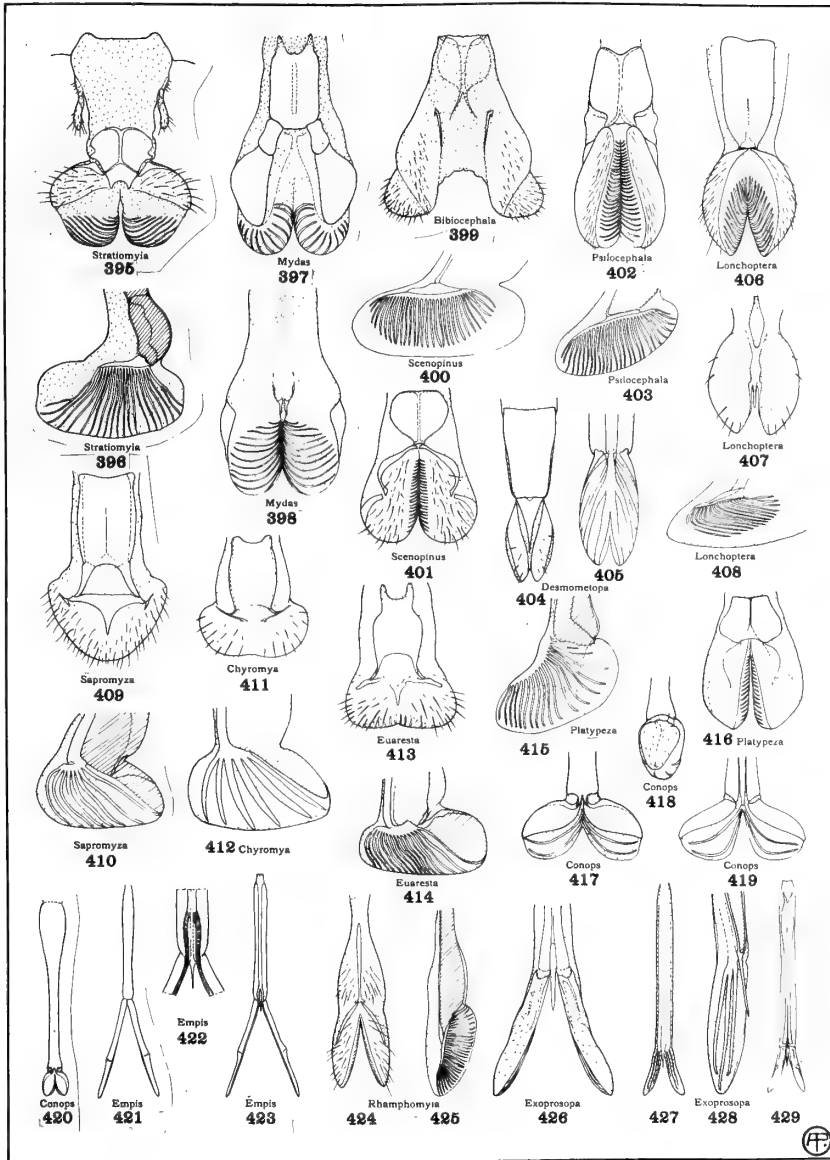 Stratiomyia
395
Mydas
397
Bibiocephala
399
Psilocephala
402
Lonchoptera
406
Stratiomyia
396
Mydas
398
Scenopinus
400
Psilocephala
403
Lonchoptera
407
Scenopinus
401
404
405
Desmometopa
Lonchoptera
408
Sapromyza
409
Chyromya
411
Euaresta
413
Platypeza
415
Conops
418
416 Platypeza
Sapromyza
410
412 Chyromya
Euaresta
414
Conops
417
Conops
419
Conops
420
Empis
421
Empis
422
Empis
423
Rhamphomyia
424
425
Exoprosopa
426
Exoprosopa
427
428
429